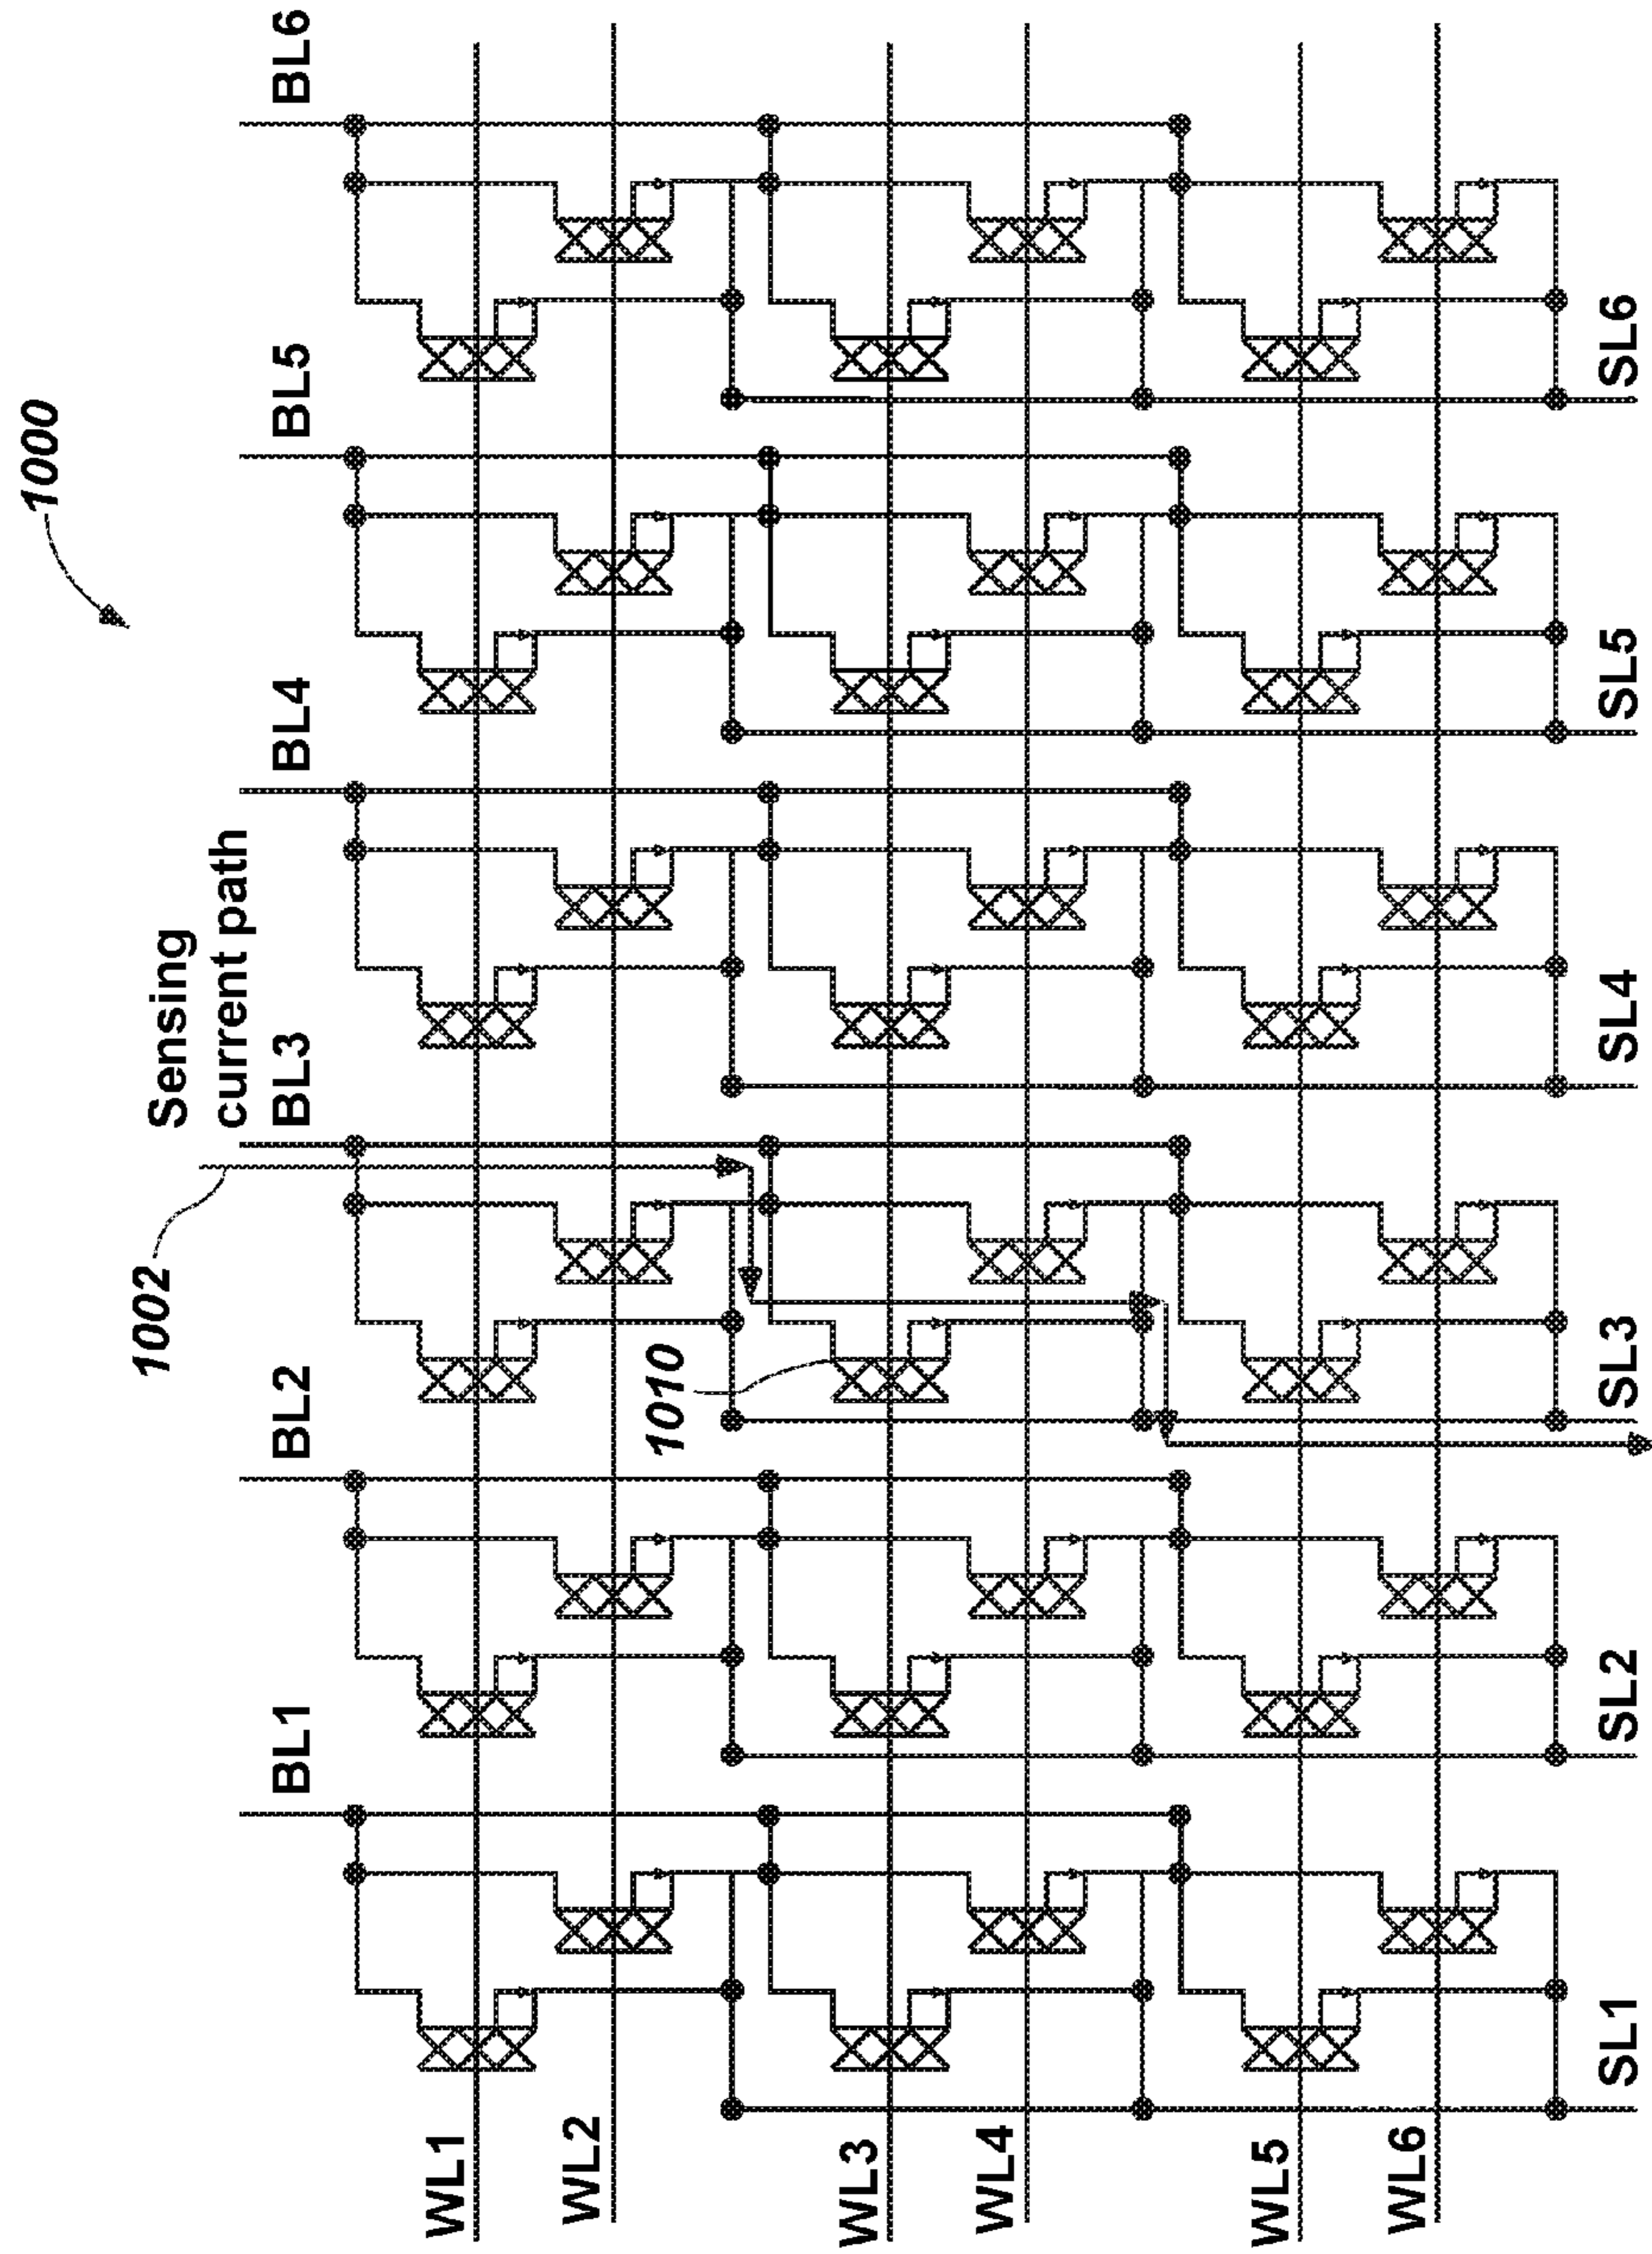 1000
1002
Sensing
current path
BL1
BL2
BL3
BL4
BL5
BL6
WL1
WL2
WL3
WL4
WL5
WL6
1010
SL1
SL2
SL3
SL4
SL5
SL6